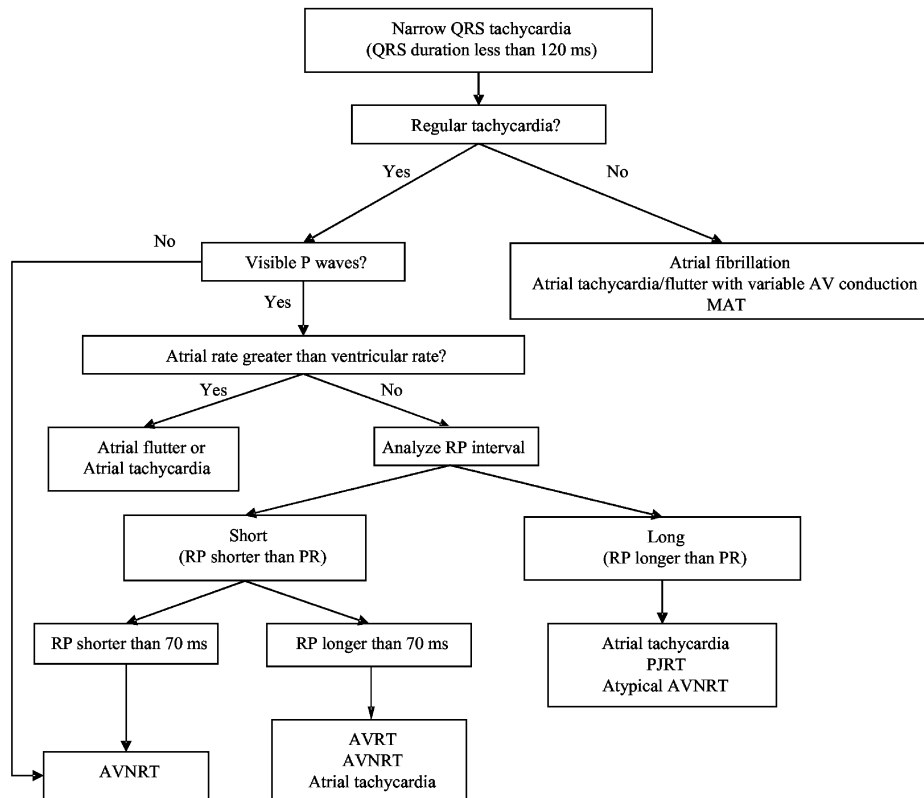 Narrow QRS tachycardia
(QRS duration less than 120 ms)
Regular tachycardia?
Yes
No
No
Visible P waves?
Atrial fibrillation
Atrial tachycardia/flutter with variable AV conduction
MAT
Yes
Atrial rate greater than ventricular rate?
Yes
No
Atrial flutter or
Atrial tachycardia
Analyze RP interval
Short
(RP shorter than PR)
Long
(RP longer than PR)
RP shorter than 70 ms
RP longer than 70 ms
Atrial tachycardia
PJRT
Atypical AVNRT
AVNRT
AVRT
AVNRT
Atrial tachycardia